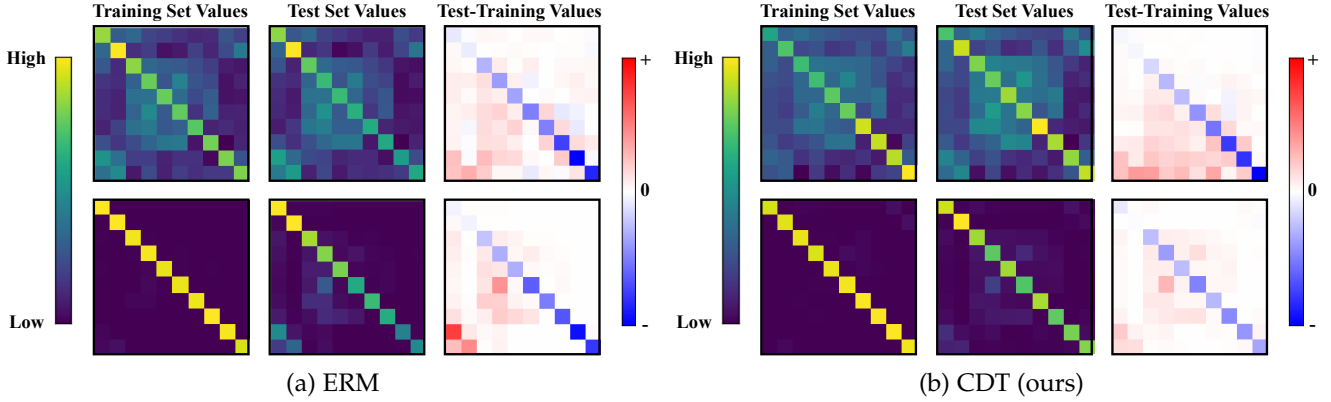 Training Set Values Test Set Values Test-Training Values
High
Low
+
0
-
(a) ERM
Training Set Values Test Set Values Test-Training Values
High
Low
+
0
-
(b) CDT (ours)